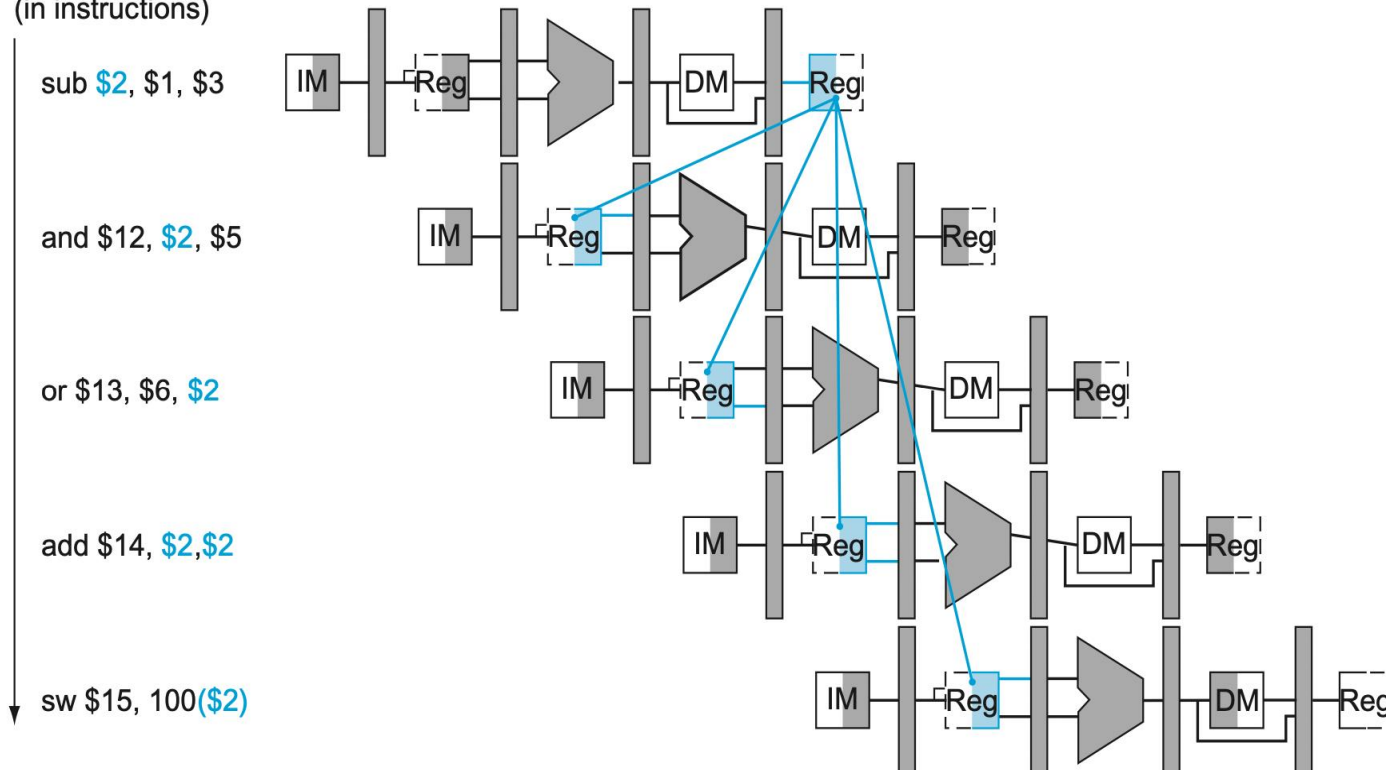 (in instructions)
sub $2, $1, $3
IM Reg DM Reg
and $12, $2, $5
IM Reg DM Reg
or $13, $6, $2
IM Reg DM Reg
add $14, $2,$2
IM Reg DM Reg
sw $15, 100($2)
IM Reg DM Reg